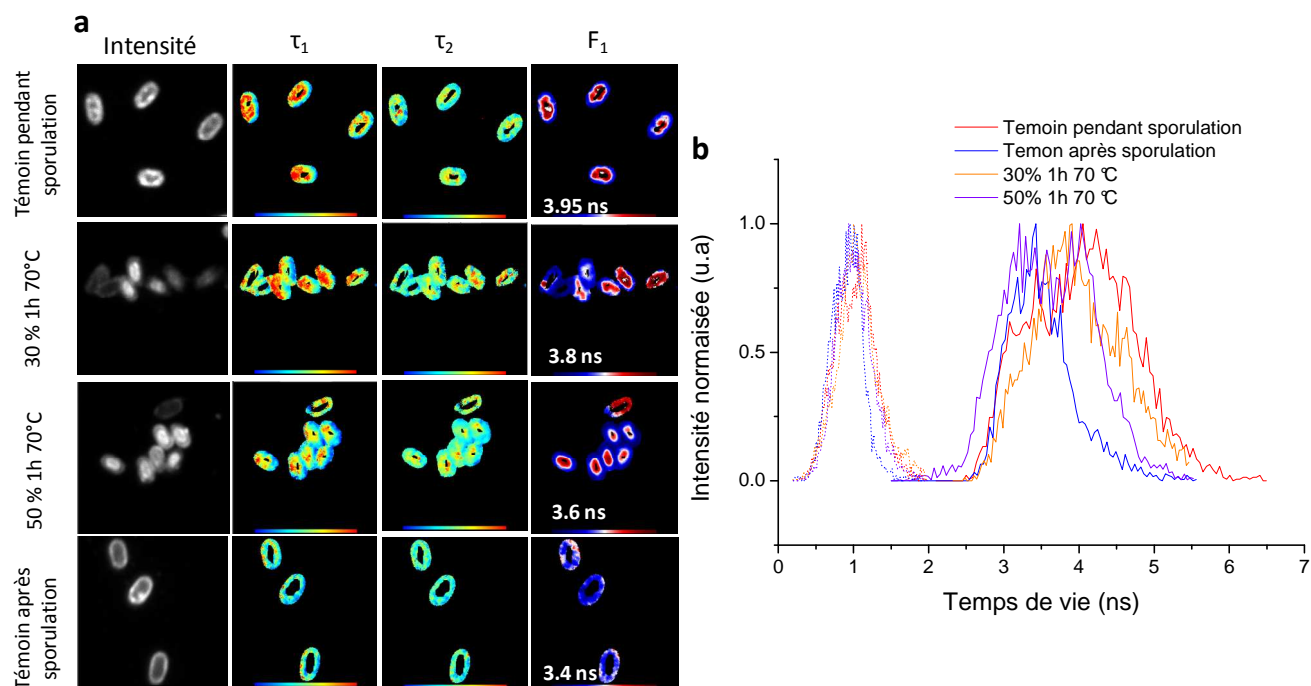 a
Intensité τ₁ τ₂ F₁
Témoin pendant
sporulation
3.95 ns
30 % 1h 70°C
3.8 ns
50 % 1h 70°C
3.6 ns
Témoin après
sporulation
3.4 ns
b
Temoin pendant sporulation
Temon après sporulation
30% 1h 70 °C
50% 1h 70 °C
Intensité normaisée (u.a)
1.0
0.5
0.0
0 1 2 3 4 5 6 7
Temps de vie (ns)